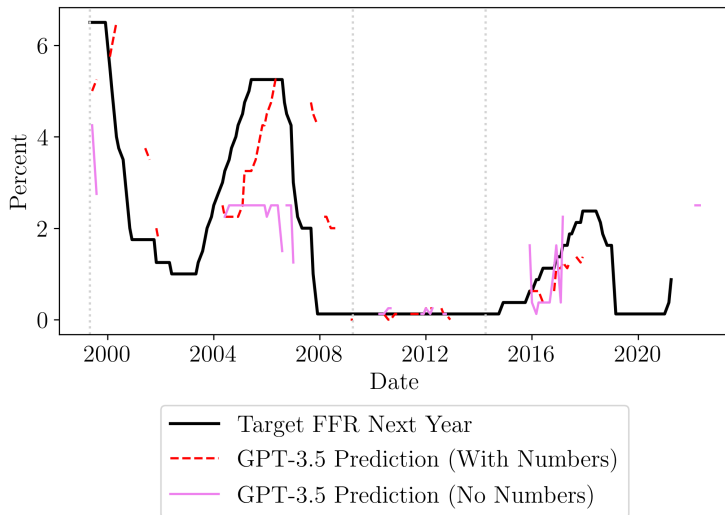 6
4
2
0
Percent
2000
2004
2008
2012
2016
2020
Date
Target FFR Next Year
GPT-3.5 Prediction (With Numbers)
GPT-3.5 Prediction (No Numbers)